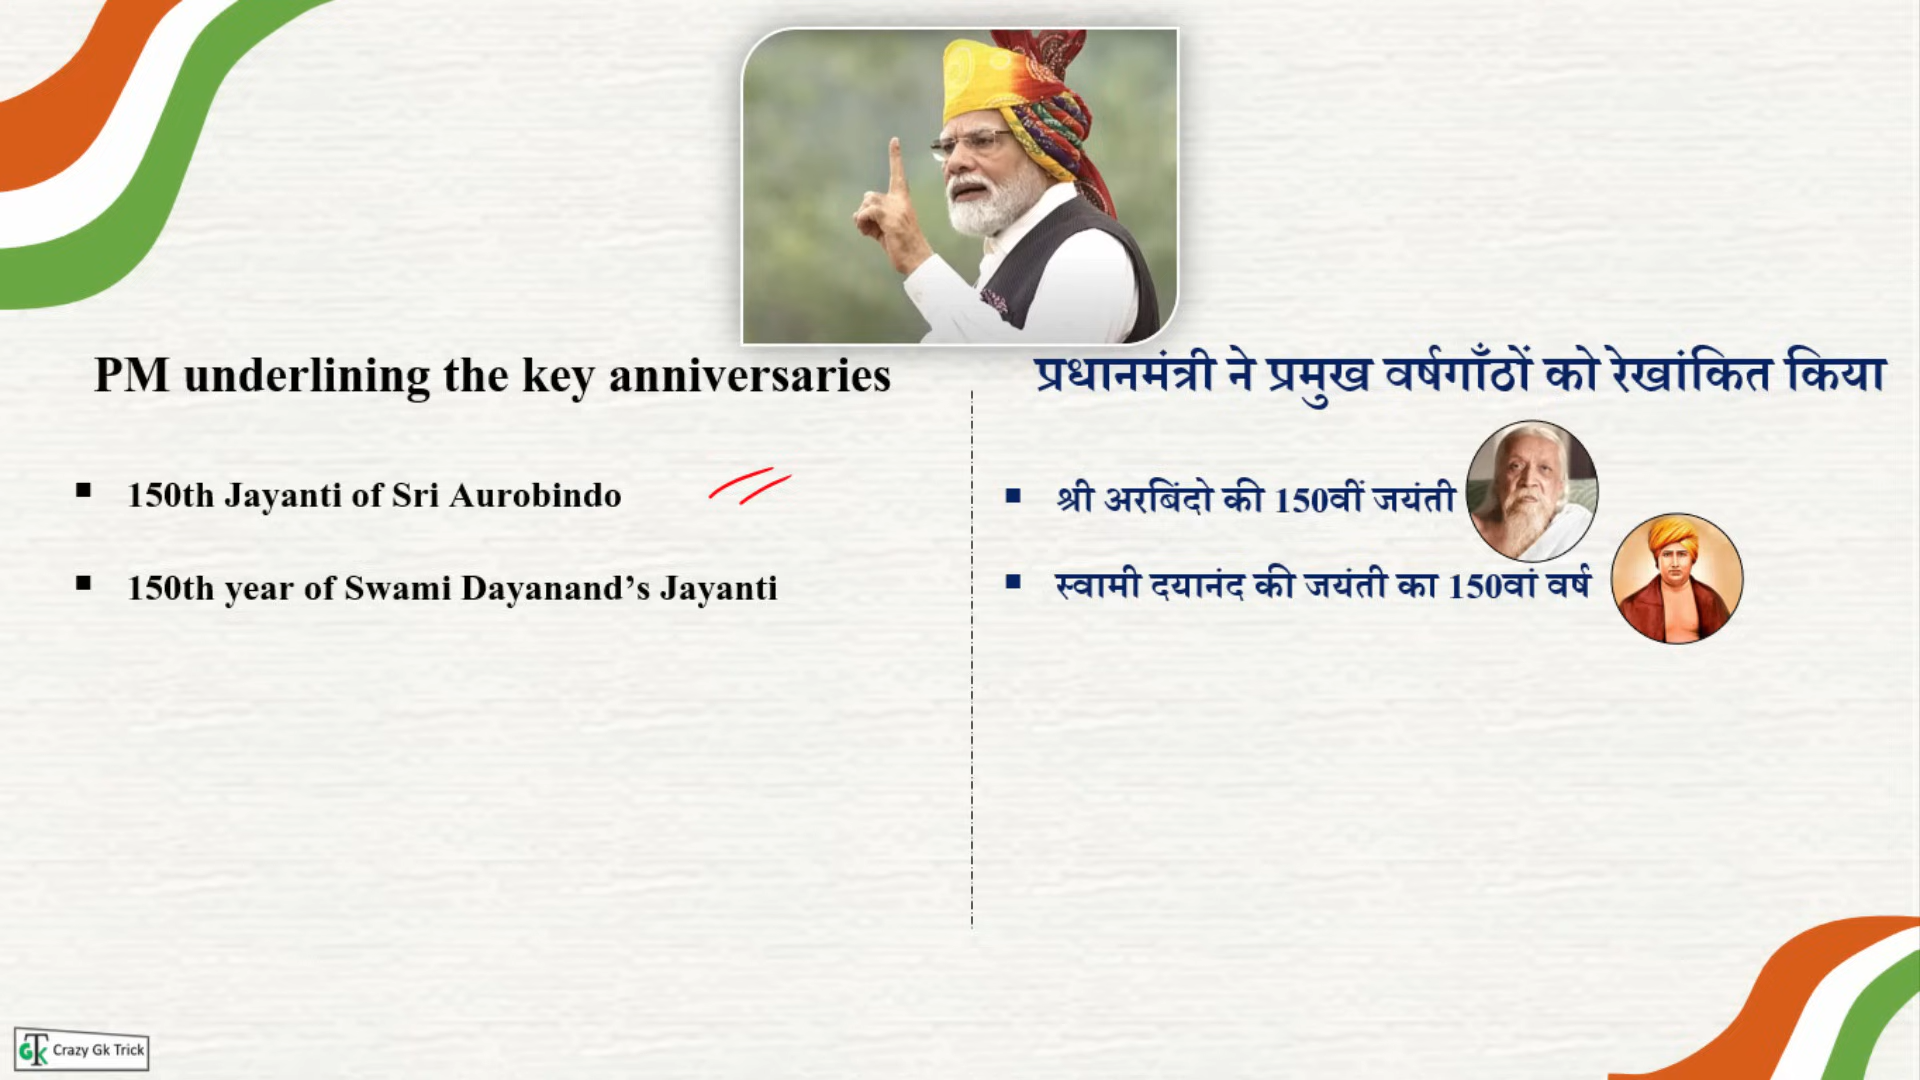 PM underlining the key anniversaries
150th Jayanti of Sri Aurobindo
150th year of Swami Dayanand’s Jayanti
प्रधानमंत्री ने प्रमुख वर्षगाँठों को रेखांकित किया
श्री अरबिंदो की 150वीं जयंती
स्वामी दयानंद की जयंती का 150वां वर्ष
GTK Crazy Gk Trick